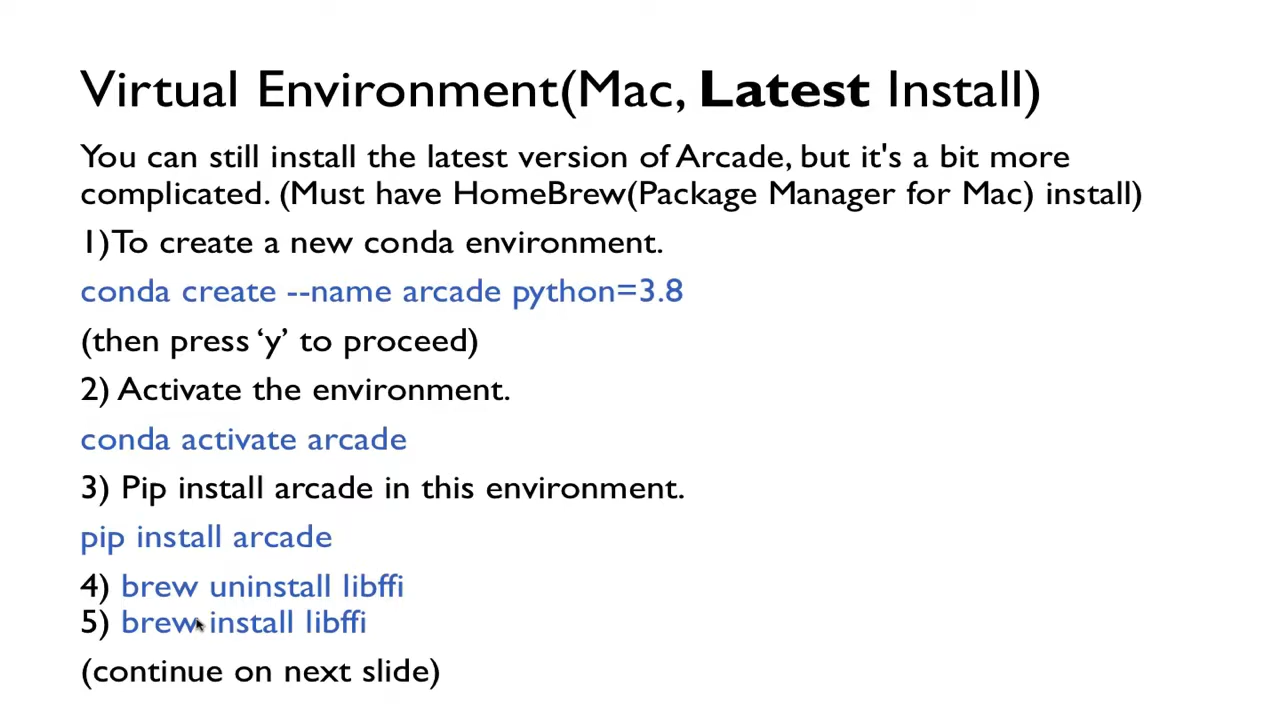 Virtual Environment(Mac, Latest Install)
You can still install the latest version of Arcade, but it's a bit more
complicated. (Must have HomeBrew(Package Manager for Mac) install)
1)To create a new conda environment.
conda create --name arcade python=3.8
(then press ‘y’ to proceed)
2) Activate the environment.
conda activate arcade
3) Pip install arcade in this environment.
pip install arcade
4) brew uninstall libffi
5) brew install libffi
(continue on next slide)